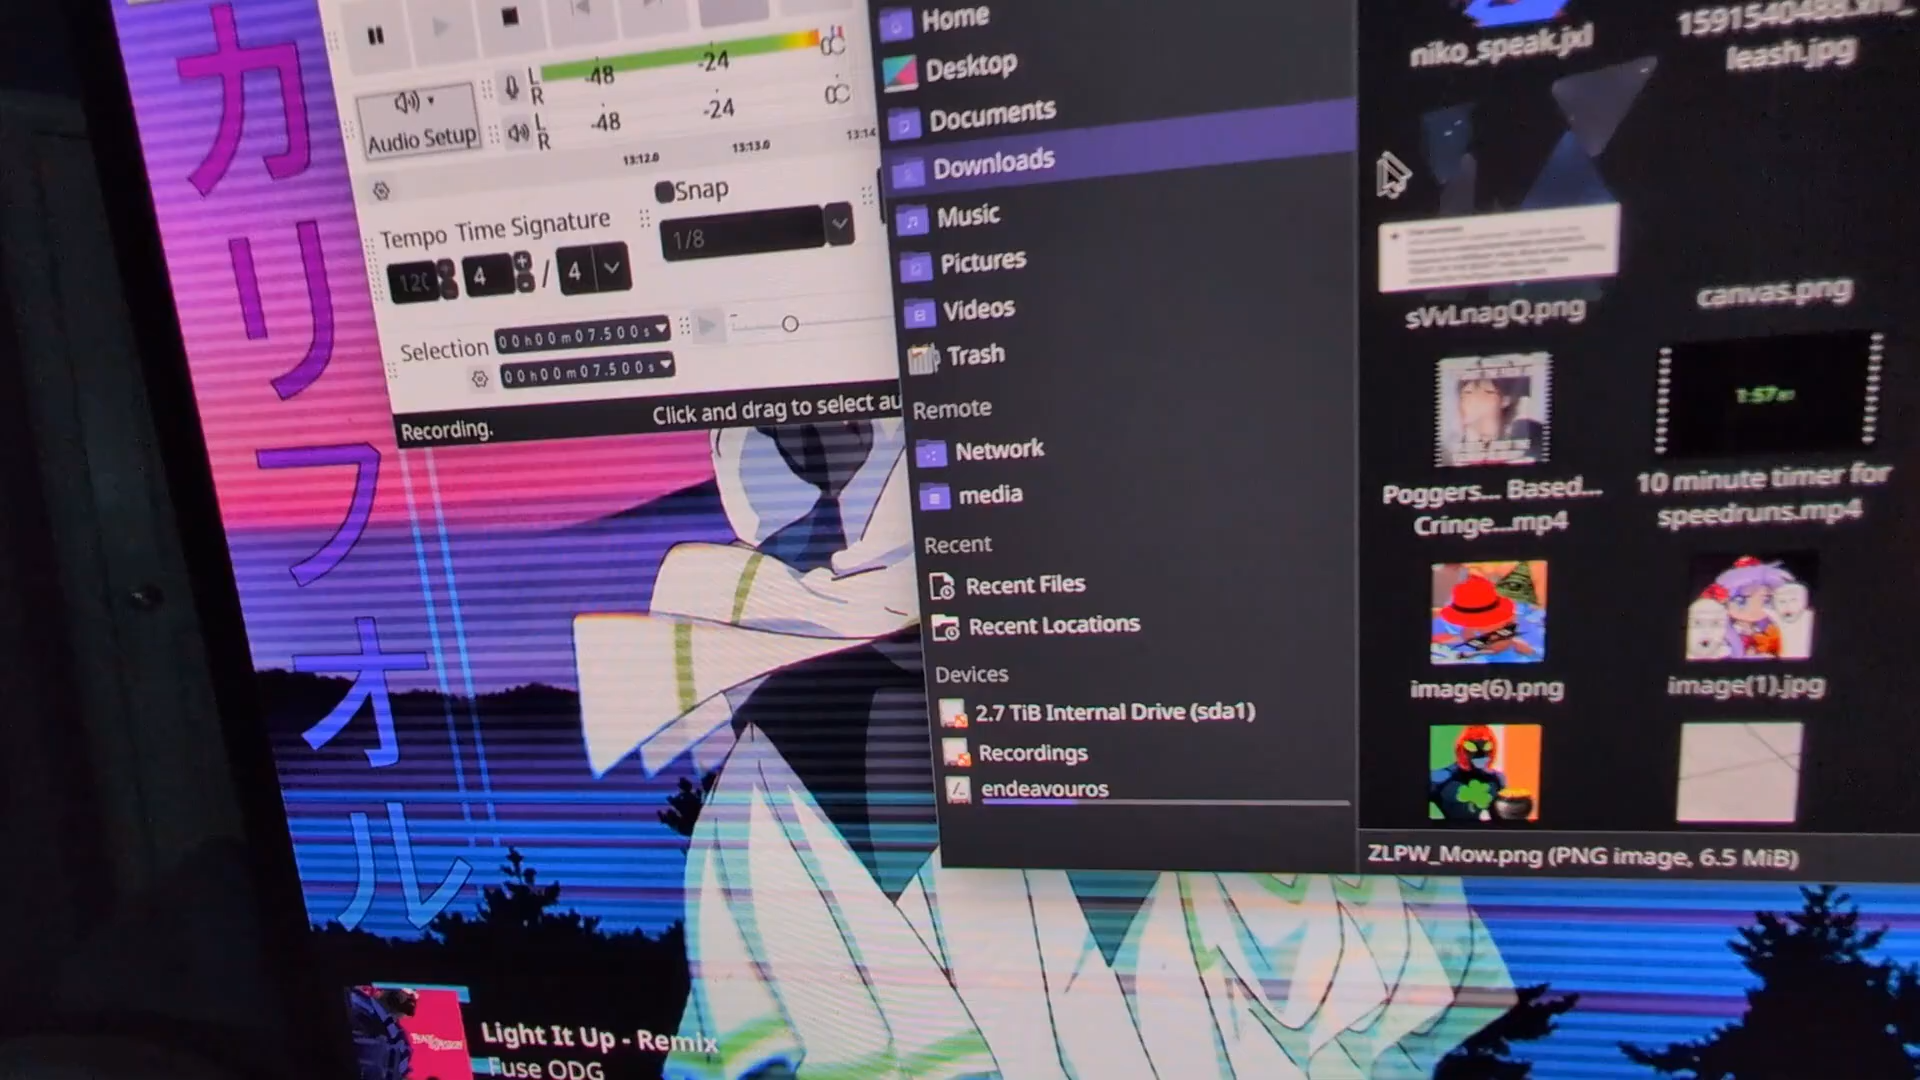 カリフォル
-48 -24
L
R
-48 -24
L
R
Audio Setup
13:12.0 13:13.0 13:14
Snap
Tempo Time Signature
4 / 4
1/8
Selection
00h00m07.500s
00h00m07.500s
Recording.
Click and drag to select au
Home
Desktop
Documents
Downloads
Music
Pictures
Videos
Trash
Remote
Network
media
Recent
Recent Files
Recent Locations
Devices
2.7 TiB Internal Drive (sda1)
Recordings
endeavouros
niko_speak.jxl
leash.jpg
sVvLnagQ.png
canvas.png
1:57
Poggers... Based...
Cringe...mp4
10 minute timer for
speedruns.mp4
image(6).png
image(1).jpg
ZLPW_Mow.png (PNG image, 6.5 MiB)
Light It Up - Remix
Fuse ODG